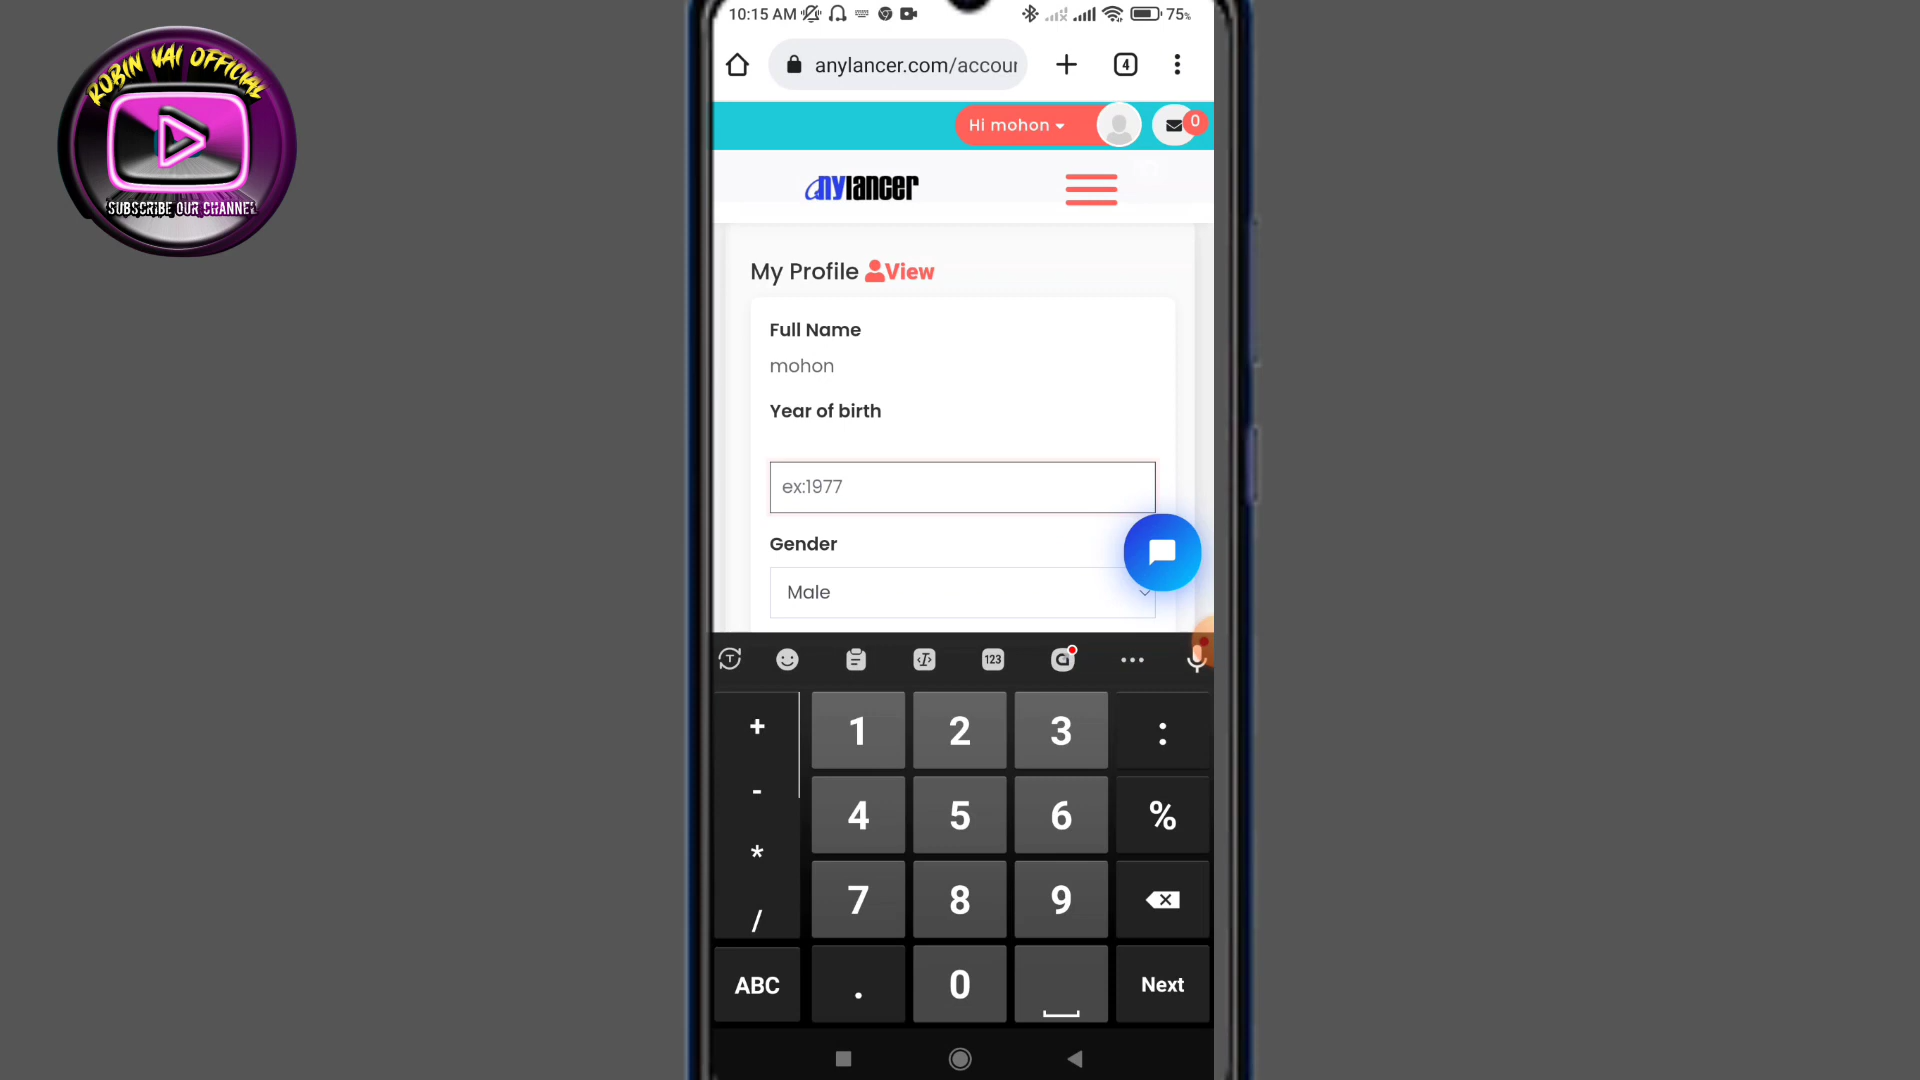 ROBIN VAI OFFICIAL
SUBSCRIBE OUR CHANNEL
10:15 AM
75%
anylancer.com/accour
4
Hi mohon
0
anylancer
My Profile View
Full Name
mohon
Year of birth
ex:1977
Gender
Male
123
+ 1 2 3 :
- 4 5 6 %
* 7 8 9
/
ABC . 0 Next